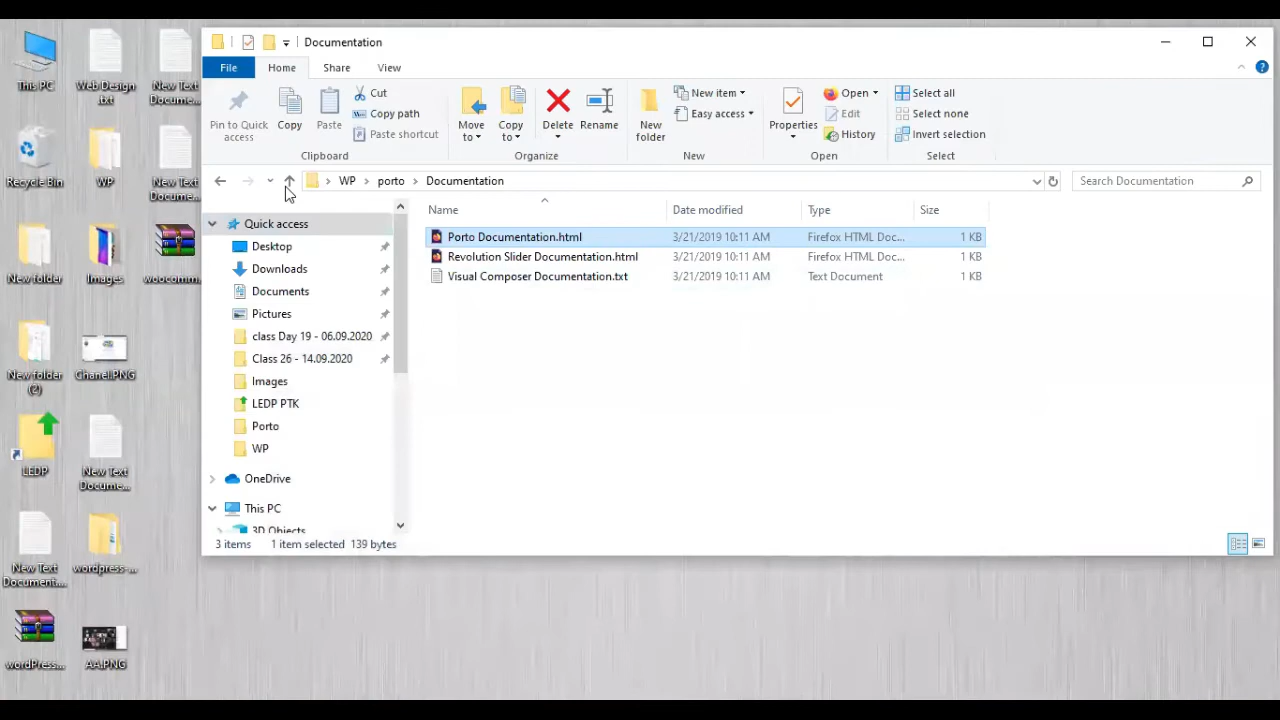 Documentation
File Home Share View
Pin to Quick access
Copy
Paste
Cut
Copy path
Paste shortcut
Clipboard
Move to
Copy to
Delete
Rename
Organize
New folder
New item
Easy access
New
Properties
Open
Edit
History
Open
Select all
Select none
Invert selection
Select
WP > porto > Documentation
Search Documentation
Name Date modified Type Size
Porto Documentation.html 3/21/2019 10:11 AM Firefox HTML Doc... 1 KB
Revolution Slider Documentation.html 3/21/2019 10:11 AM Firefox HTML Doc... 1 KB
Visual Composer Documentation.txt 3/21/2019 10:11 AM Text Document 1 KB
Quick access
Desktop
Downloads
Documents
Pictures
class Day 19 - 06.09.2020
Class 26 - 14.09.2020
Images
LEDP PTK
Porto
WP
OneDrive
This PC
3D Objects
3 items 1 item selected 139 bytes
This PC
Web Design
.txt
New Text
Docume...
Recycle Bin
WP
New Text
Docume...
New folder
Images
woocomm...
New folder
(2)
Chanel.PNG
LEDP
New Text
Docume...
New Text
Document....
wordpress-...
wordPress...
AA.PNG